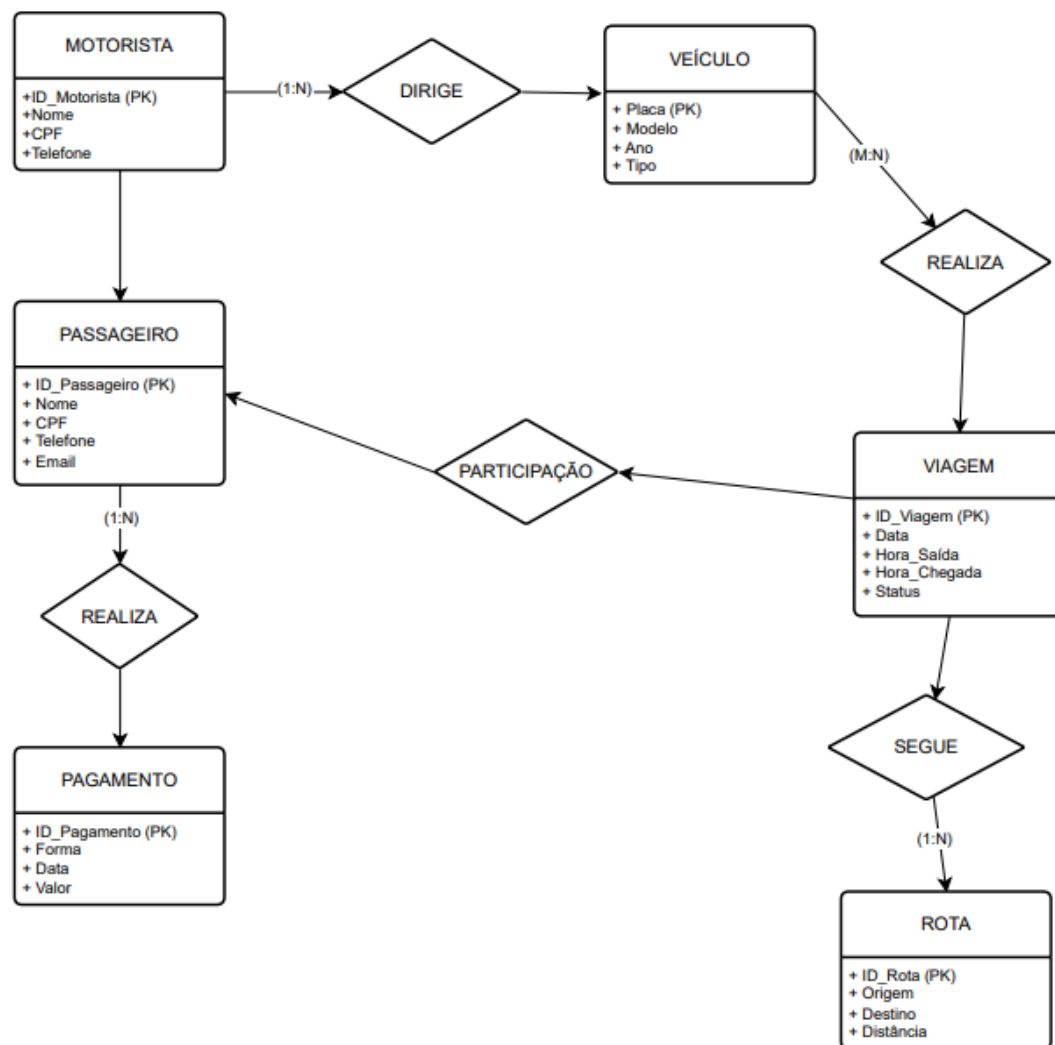 MOTORISTA
+ID_Motorista (PK)
+Nome
+CPF
+Telefone
(1:N)
DIRIGE
VEÍCULO
+ Placa (PK)
+ Modelo
+ Ano
+ Tipo
(M:N)
REALIZA
PASSAGEIRO
+ ID_Passageiro (PK)
+ Nome
+ CPF
+ Telefone
+ Email
PARTICIPAÇÃO
VIAGEM
+ ID_Viagem (PK)
+ Data
+ Hora_Saída
+ Hora_Chegada
+ Status
(1:N)
REALIZA
SEGUE
PAGAMENTO
+ ID_Pagamento (PK)
+ Forma
+ Data
+ Valor
(1:N)
ROTA
+ ID_Rota (PK)
+ Origem
+ Destino
+ Distância